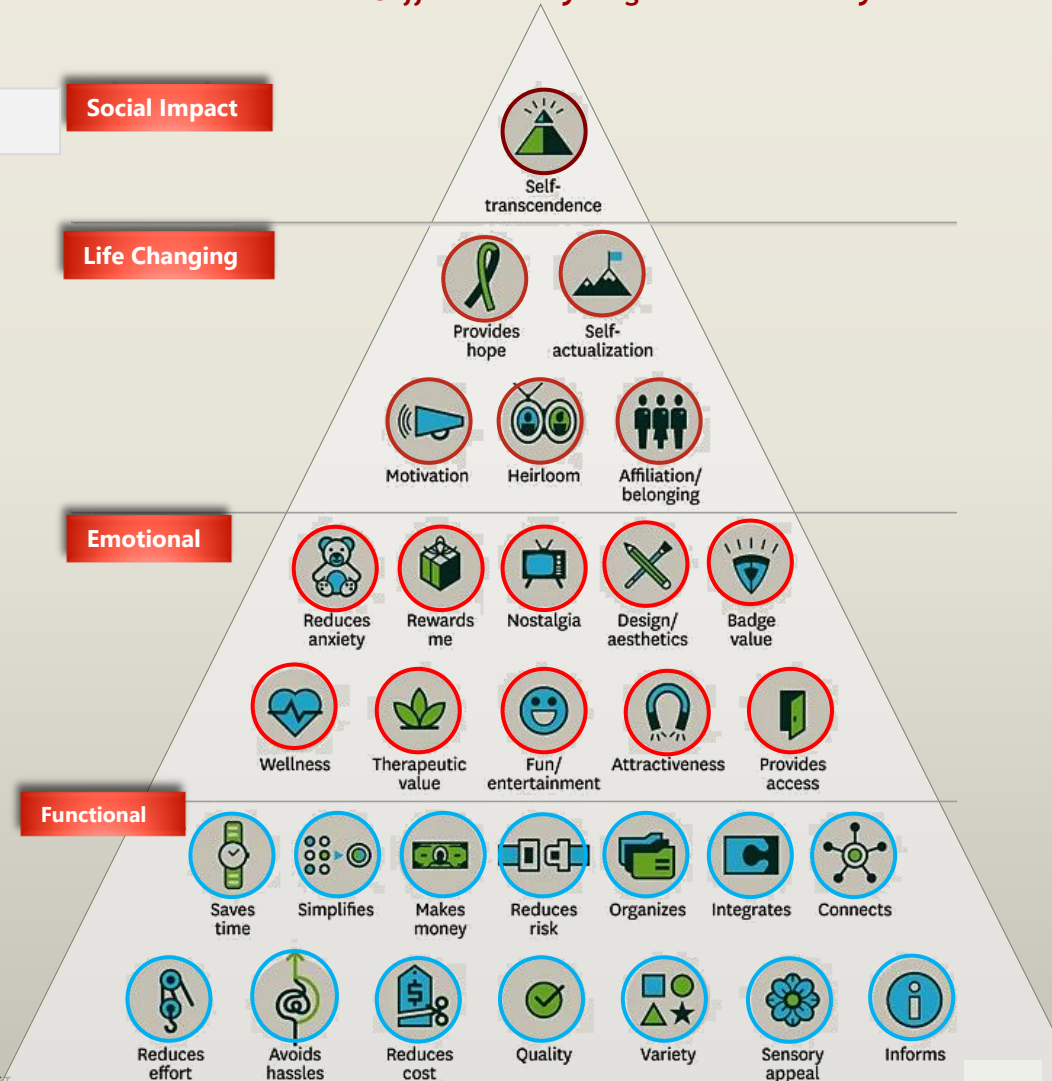 Social Impact
Self-
transcendence
Life Changing
Provides
hope
Self-
actualization
Motivation
Heirloom
Affiliation/
belonging
Emotional
Reduces
anxiety
Rewards
me
Nostalgia
Design/
aesthetics
Badge
value
Wellness
Therapeutic
value
Fun/
entertainment
Attractiveness
Provides
access
Functional
Saves
time
Simplifies
Makes
money
Reduces
risk
Organizes
Integrates
Connects
Reduces
effort
Avoids
hassles
Reduces
cost
$
Quality
Variety
Sensory
appeal
Informs